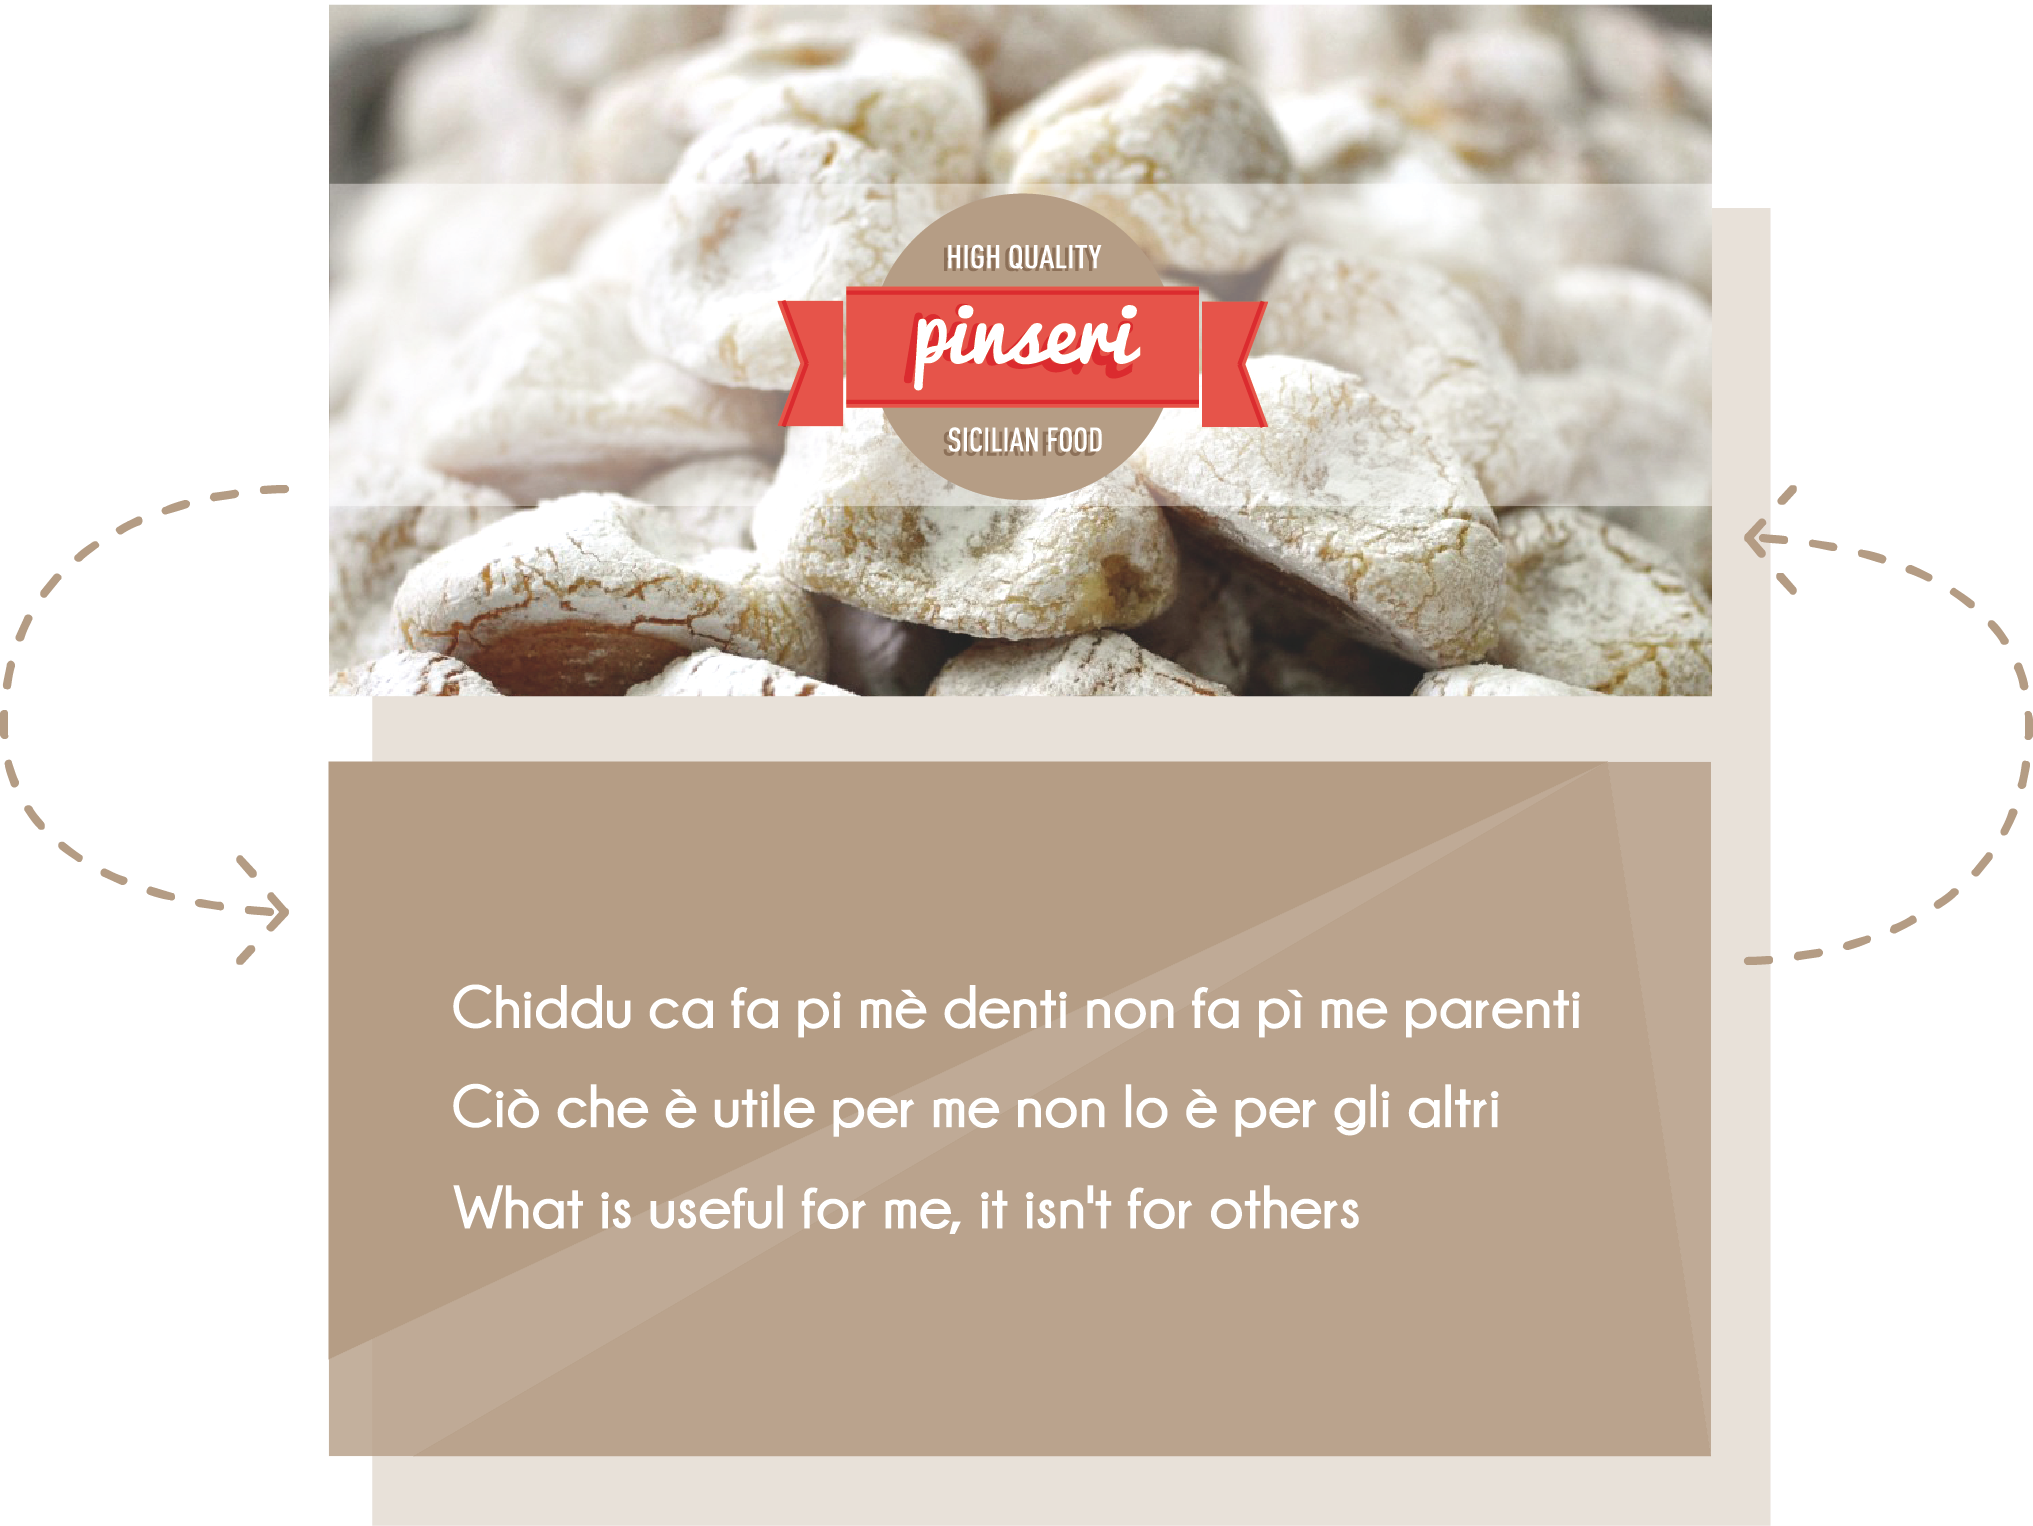 HIGH QUALITY
pinseri
SICILIAN FOOD
Chiddu ca fa pi mè denti non fa pì me parenti
Ciò che è utile per me non lo è per gli altri
What is useful for me, it isn't for others